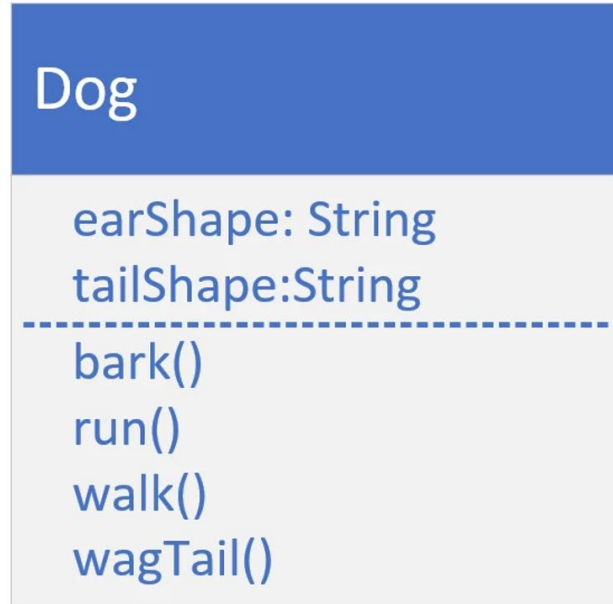 Dog
earShape: String
tailShape:String
bark()
run()
walk()
wagTail()